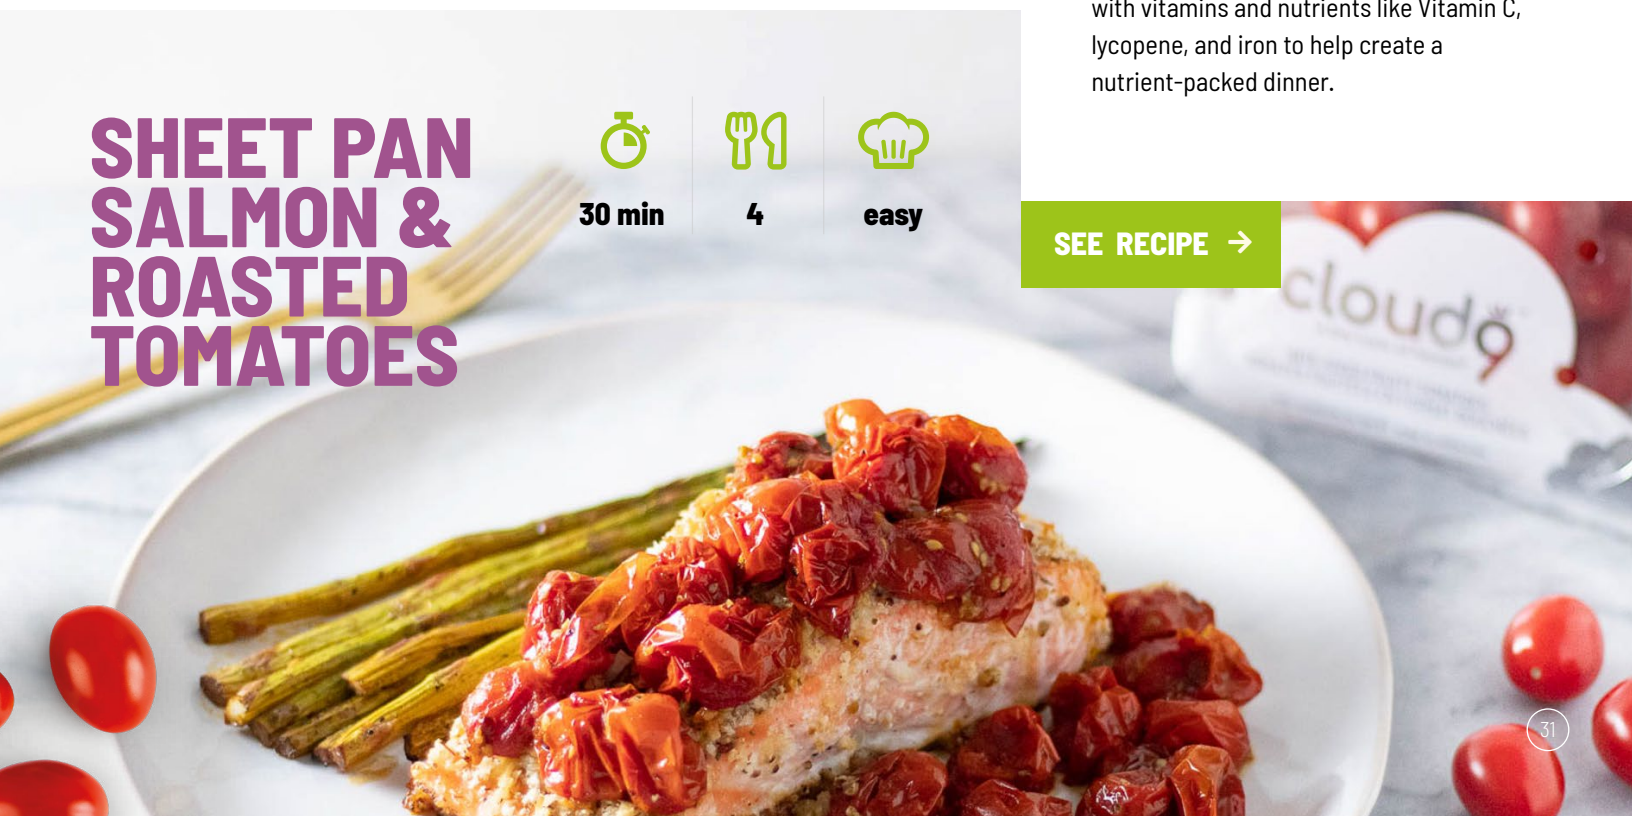 with vitamins and nutrients like Vitamin C,
lycopene, and iron to help create a
nutrient-packed dinner.
SHEET PAN
SALMON &
ROASTED
TOMATOES
30 min
4
easy
SEE RECIPE
cloud9
31